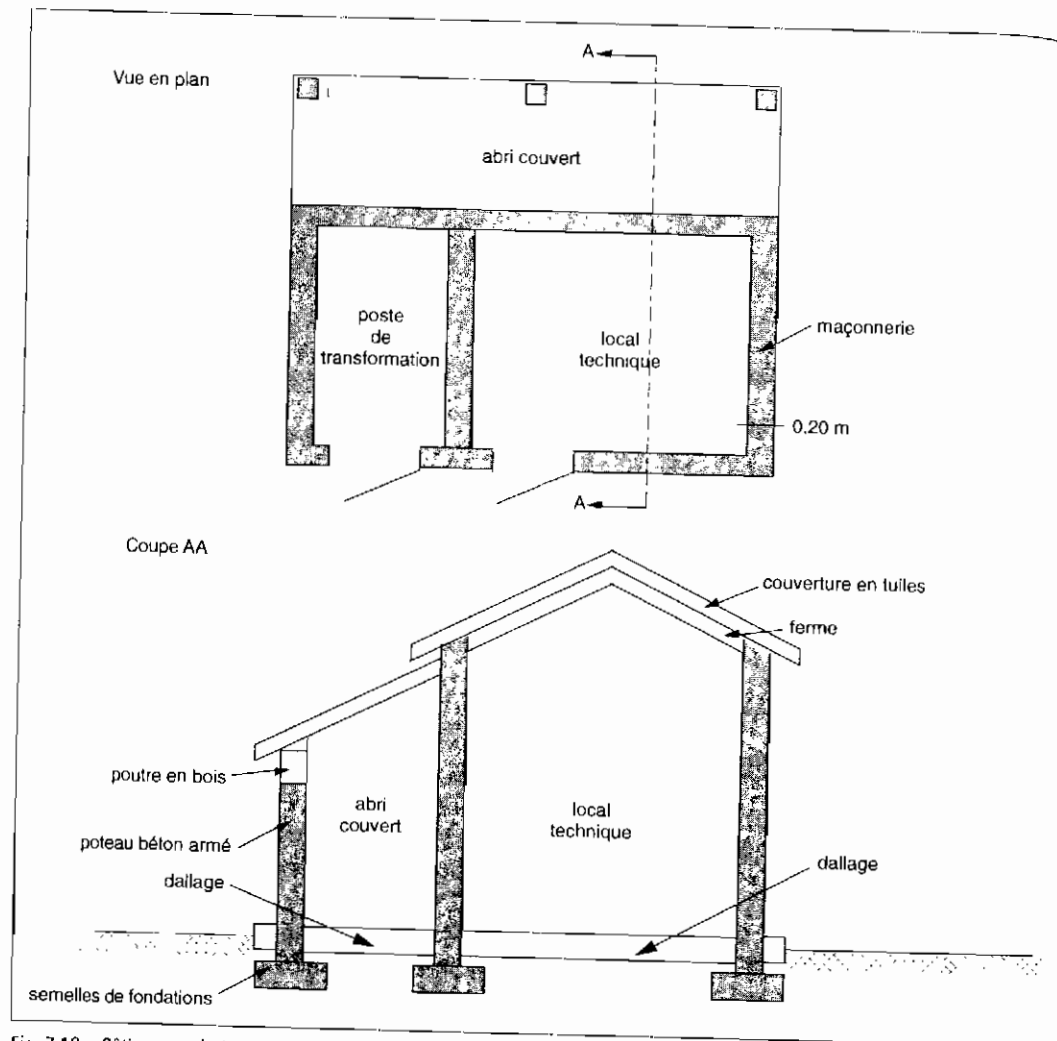 Vue en plan
A
abri couvert
poste
de
transformation
local
technique
maçonnerie
0.20 m
A
Coupe AA
couverture en tuiles
ferme
poutre en bois
abri
couvert
local
technique
poteau béton armé
dallage
dallage
semelles de fondations